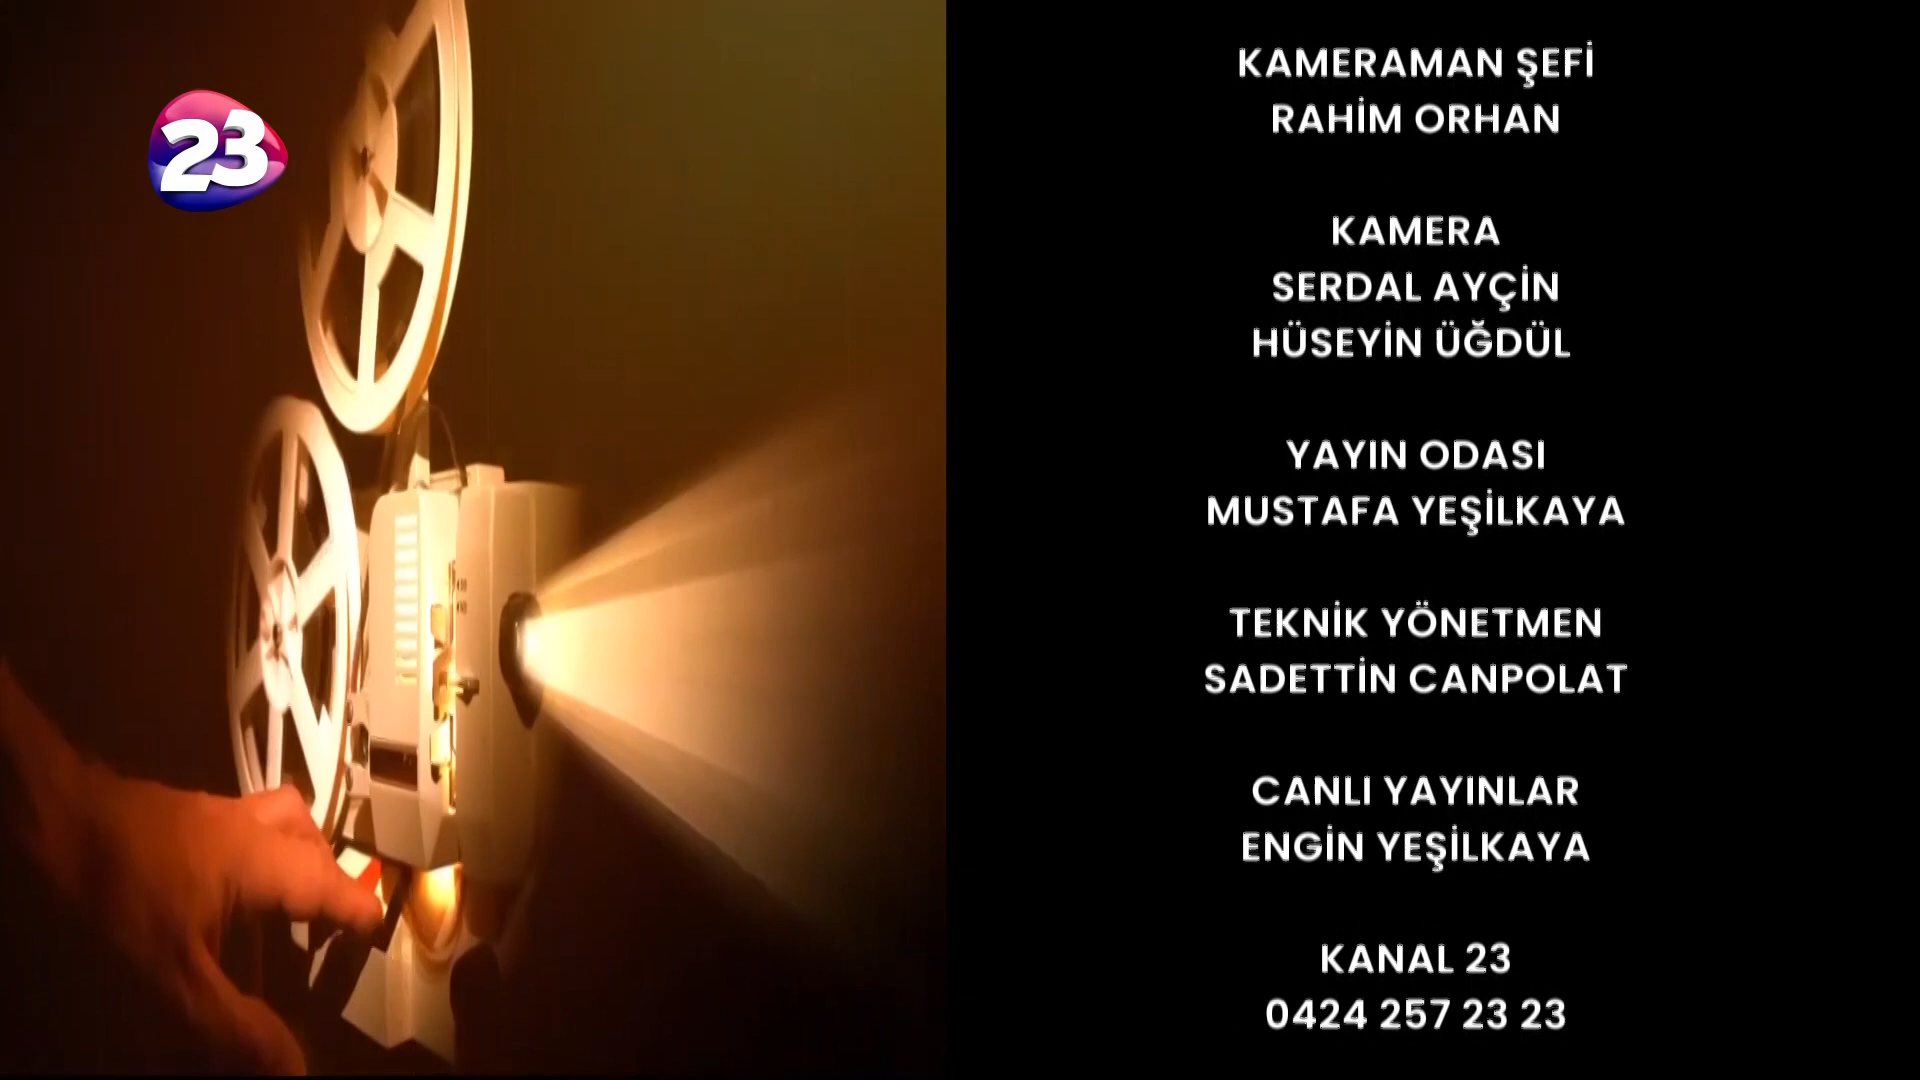 23
KAMERAMAN ŞEFİ
RAHİM ORHAN
KAMERA
SERDAL AYÇİN
HÜSEYİN ÜĞDÜL
YAYIN ODASI
MUSTAFA YEŞİLKAYA
TEKNİK YÖNETMEN
SADETTİN CANPOLAT
CANLI YAYINLAR
ENGİN YEŞİLKAYA
KANAL 23
0424 257 23 23